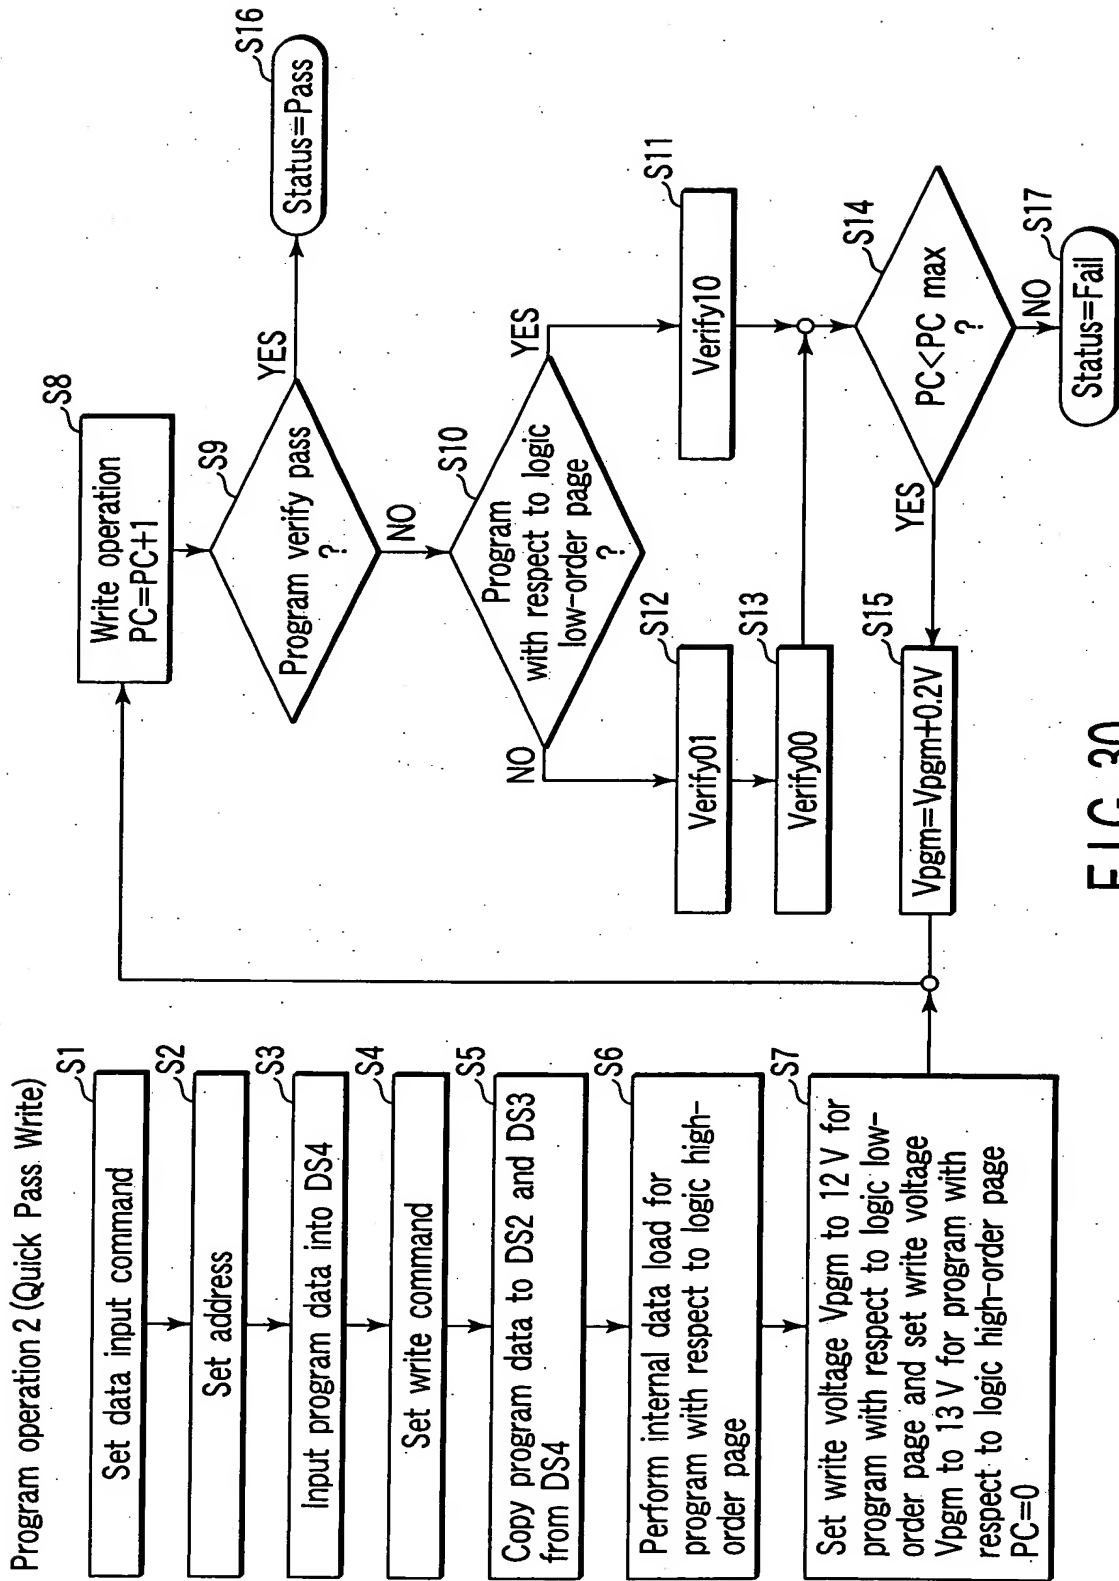 Program operation 2 (Quick Pass Write)
S1
Set data input command
S2
Set address
S3
Input program data into DS4
S4
Set write command
S5
Copy program data to DS2 and DS3
from DS4
S6
Perform internal data load for
program with respect to logic high-
order page
S7
Set write voltage Vpgm to 12 V for
program with respect to logic low-
order page and set write voltage
Vpgm to 13 V for program with
respect to logic high-order page
PC=0
S8
Write operation
PC=PC+1
S9
Program verify pass
?
YES
S16
Status=Pass
NO
S10
Program
with respect to logic
low-order page
?
YES
S11
Verify10
NO
S12
Verify01
S13
Verify00
S14
PC<PC max
?
YES
S15
Vpgm=Vpgm+0.2V
NO
S17
Status=Fail
FIG. 30